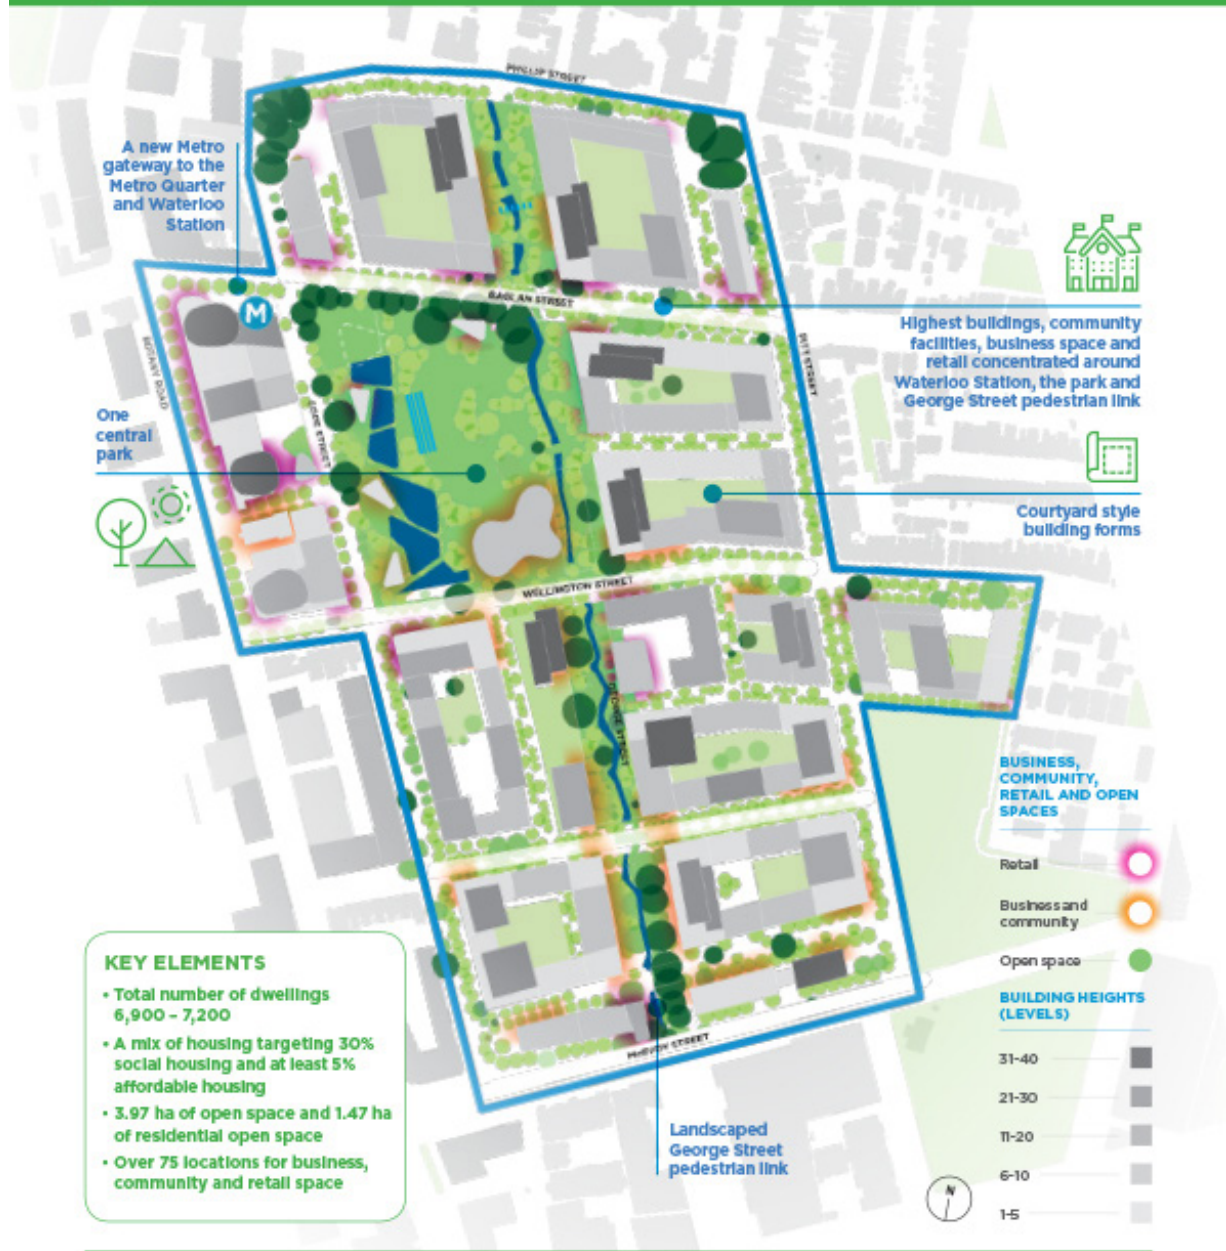 PHILLIP STREET
A new Metro
gateway to the
Metro Quarter
and Waterloo
Station
M
RAGLAN STREET
BOTANY ROAD
COPE STREET
PITT STREET
Highest buildings, community
facilities, business space and
retail concentrated around
Waterloo Station, the park and
George Street pedestrian link
One
central
park
Courtyard style
building forms
WELLINGTON STREET
GEORGE STREET
BUSINESS,
COMMUNITY,
RETAIL AND OPEN
SPACES
Retail
Business and
community
Open space
BUILDING HEIGHTS
(LEVELS)
31-40
21-30
11-20
6-10
1-5
N
McEVOY STREET
Landscaped
George Street
pedestrian link
KEY ELEMENTS
• Total number of dwellings
6,900 – 7,200
• A mix of housing targeting 30%
social housing and at least 5%
affordable housing
• 3.97 ha of open space and 1.47 ha
of residential open space
• Over 75 locations for business,
community and retail space